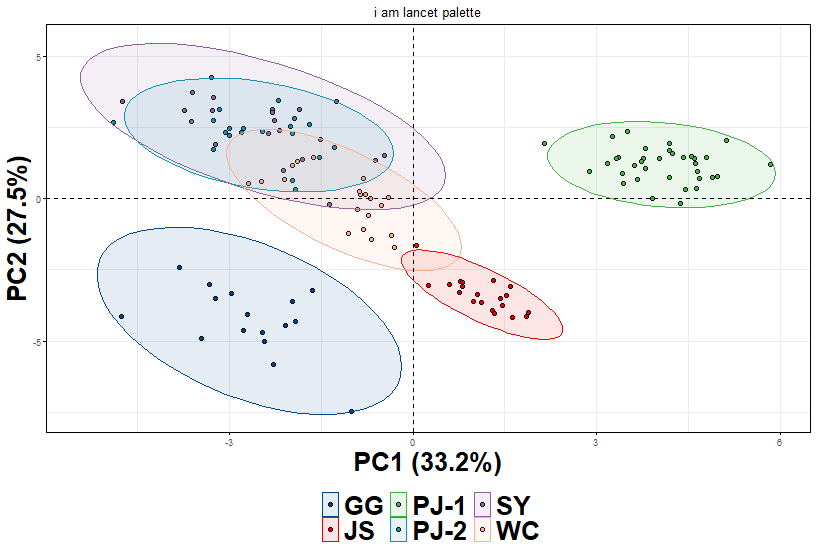 i am lancet palette
PC2 (27.5%)
5
0
-5
-3
0
3
6
PC1 (33.2%)
GG PJ-1 SY
JS PJ-2 WC